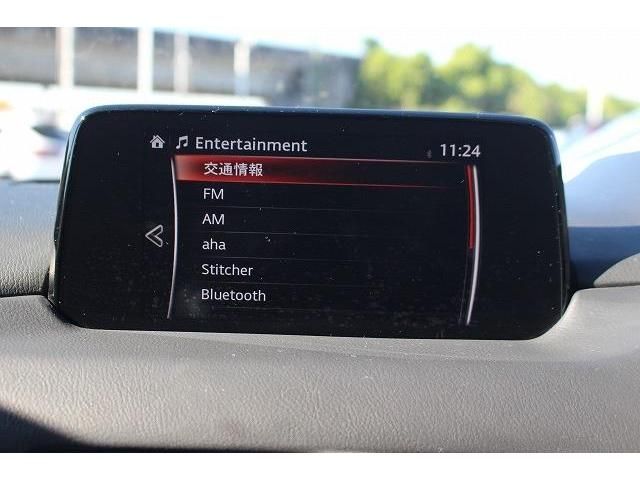 Entertainment 11:24
交通情報
FM
AM
aha
Stitcher
Bluetooth